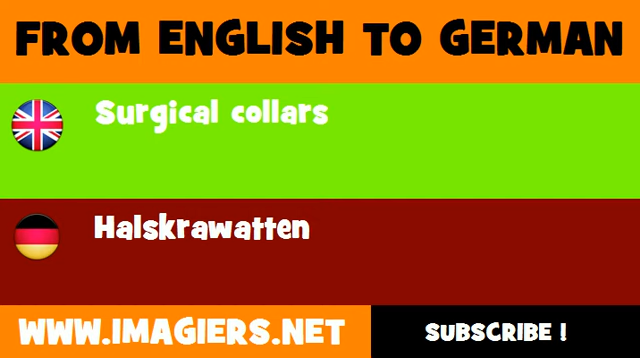 FROM ENGLISH TO GERMAN
Surgical collars
Halskrawatten
WWW.IMAGIERS.NET
SUBSCRIBE !